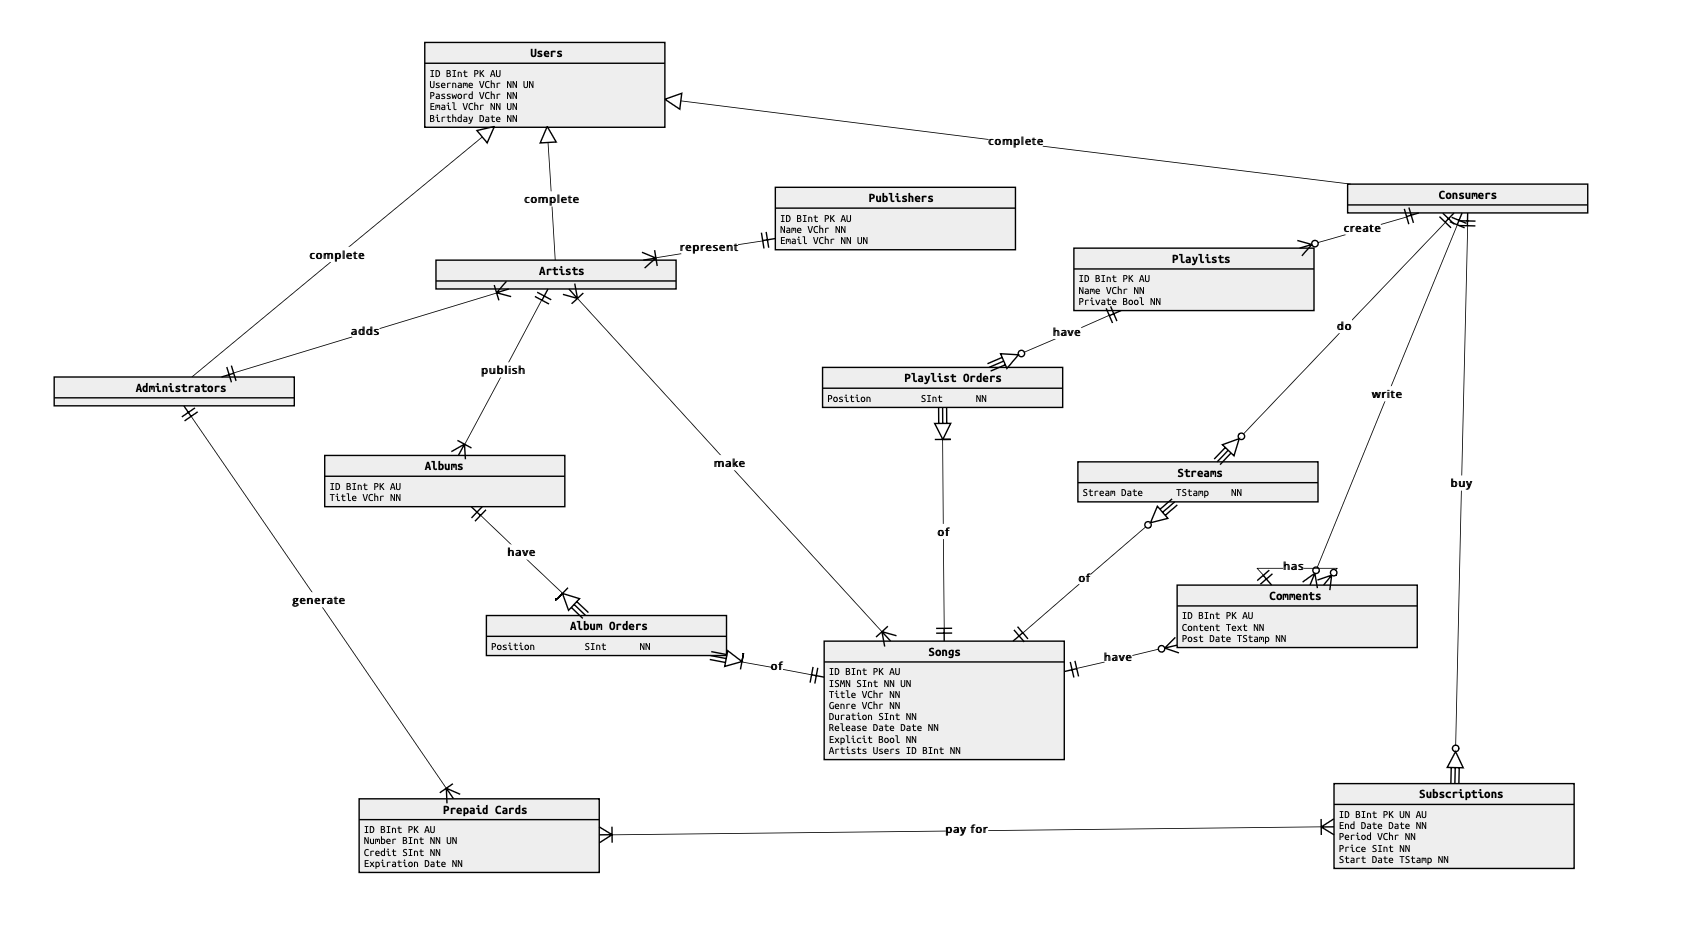 Users
ID BInt PK AU
Username VChr NN UN
Password VChr NN
Email VChr NN UN
Birthday Date NN
complete
complete
complete
Consumers
Publishers
ID BInt PK AU
Name VChr NN
Email VChr NN UN
create
represent
Playlists
ID BInt PK AU
Name VChr NN
Private Bool NN
Artists
adds
have
do
publish
Administrators
Playlist Orders
Position SInt NN
write
make
Albums
ID BInt PK AU
Title VChr NN
Streams
Stream Date TStamp NN
buy
of
have
of
has
generate
Comments
ID BInt PK AU
Content Text NN
Post Date TStamp NN
Album Orders
Position SInt NN
of
have
Songs
ID BInt PK AU
ISMN SInt NN UN
Title VChr NN
Genre VChr NN
Duration SInt NN
Release Date Date NN
Explicit Bool NN
Artists Users ID BInt NN
Prepaid Cards
ID BInt PK AU
Number BInt NN UN
Credit SInt NN
Expiration Date NN
pay for
Subscriptions
ID BInt PK UN AU
End Date Date NN
Period VChr NN
Price SInt NN
Start Date TStamp NN